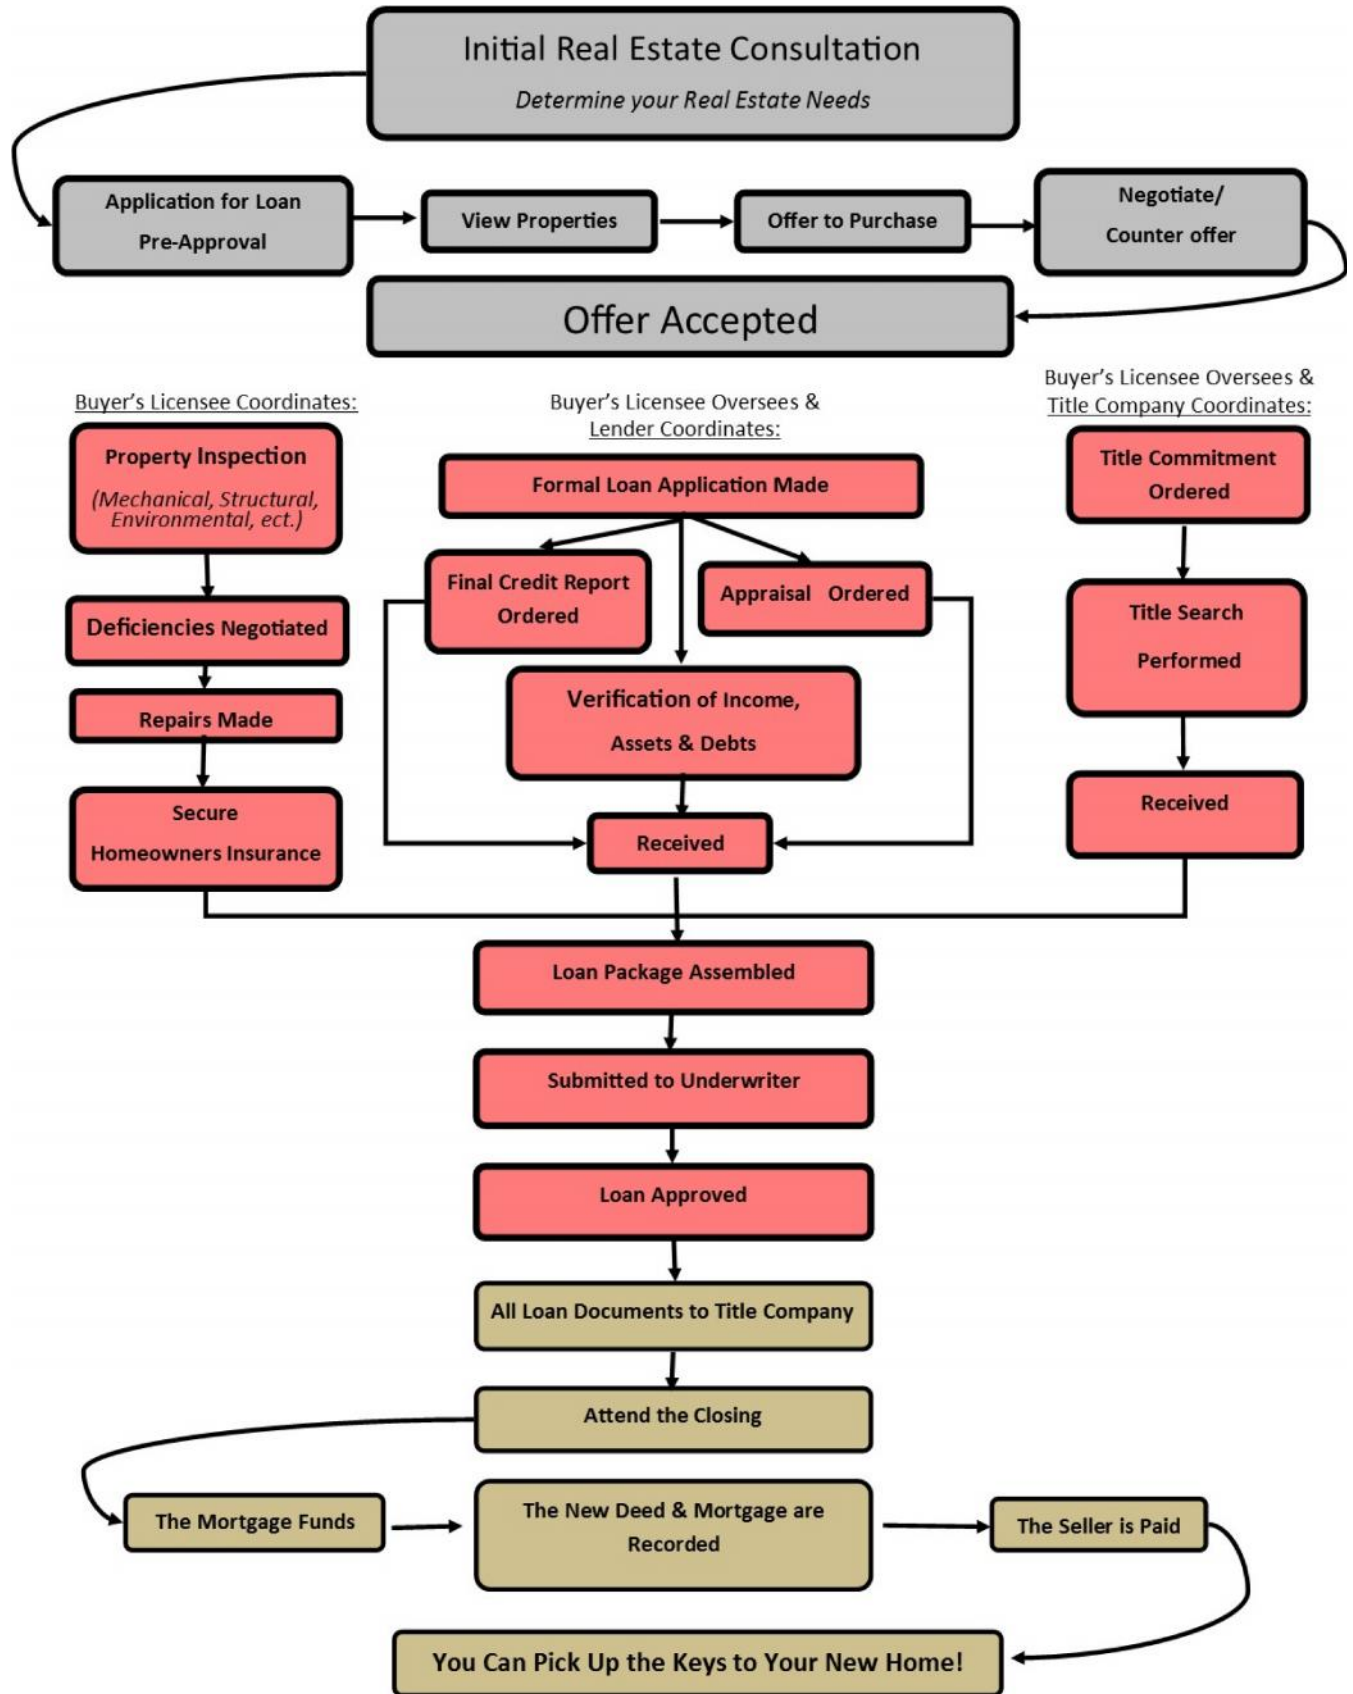 Initial Real Estate Consultation
Determine your Real Estate Needs
Application for Loan
Pre-Approval
View Properties
Offer to Purchase
Negotiate/
Counter offer
Offer Accepted
Buyer's Licensee Coordinates:
Property Inspection
(Mechanical, Structural,
Environmental, ect.)
Deficiencies Negotiated
Repairs Made
Secure
Homeowners Insurance
Buyer's Licensee Oversees &
Lender Coordinates:
Formal Loan Application Made
Final Credit Report
Ordered
Appraisal Ordered
Verification of Income,
Assets & Debts
Received
Buyer's Licensee Oversees &
Title Company Coordinates:
Title Commitment
Ordered
Title Search
Performed
Received
Loan Package Assembled
Submitted to Underwriter
Loan Approved
All Loan Documents to Title Company
Attend the Closing
The Mortgage Funds
The New Deed & Mortgage are
Recorded
The Seller is Paid
You Can Pick Up the Keys to Your New Home!